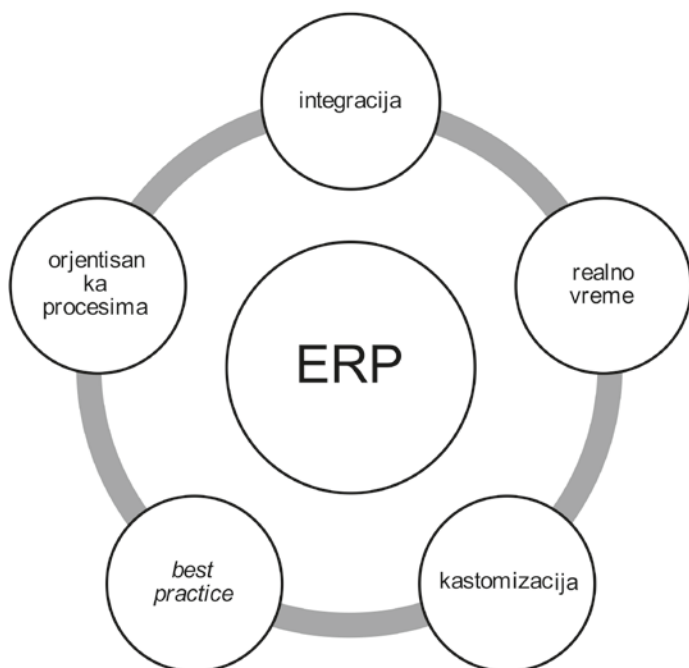 integracija
orjentisan
ka
procesima
realno
vreme
ERP
best
practice
kastomizacija